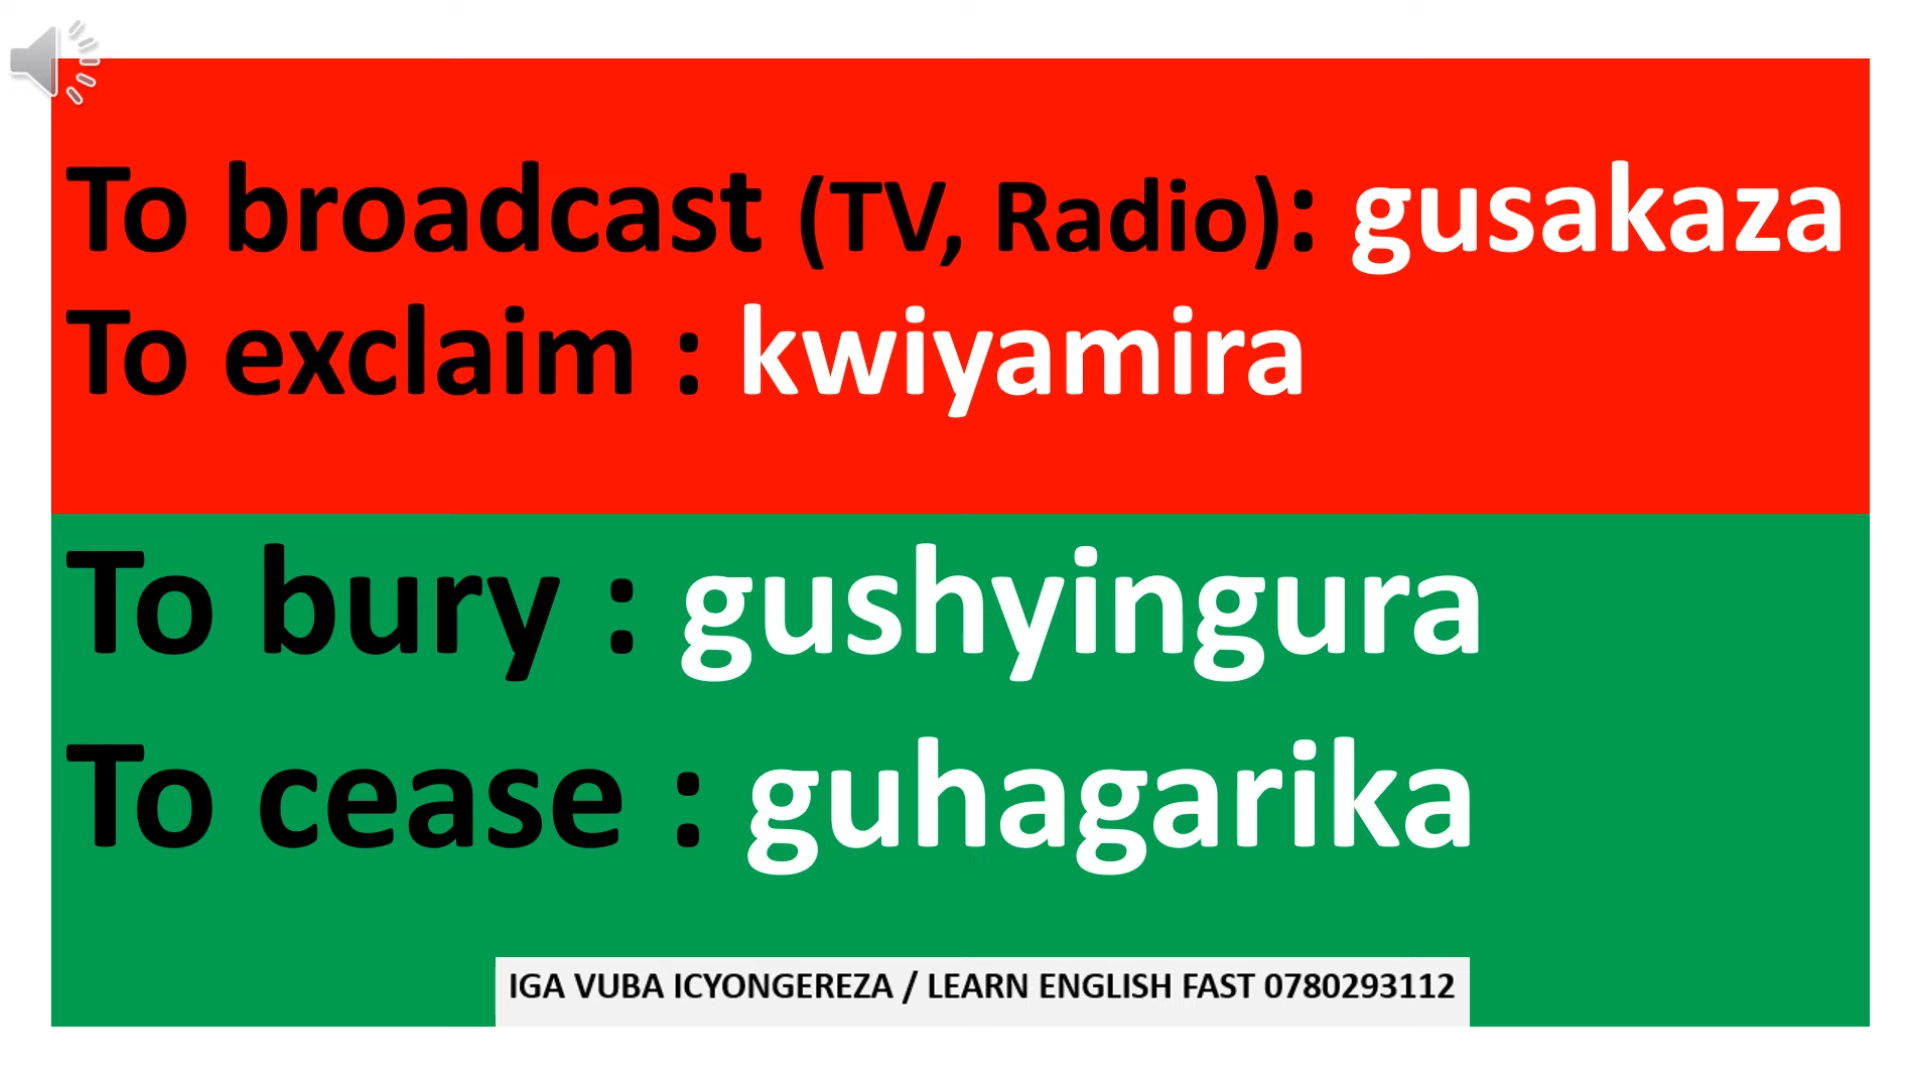 To broadcast (TV, Radio): gusakaza
To exclaim : kwiyamira
To bury : gushyingura
To cease : guhagarika
IGA VUBA ICYONGEREZA / LEARN ENGLISH FAST 0780293112